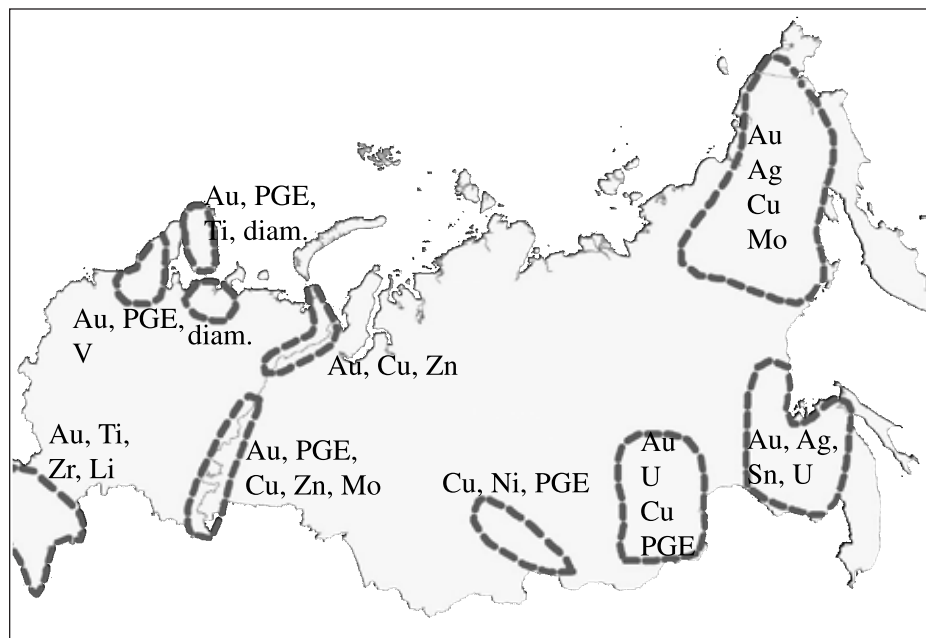 Au
Ag
Cu
Mo
Au, PGE,
Ti, diam.
Au, PGE,
V
diam.
Au, Cu, Zn
Au, Ti,
Zr, Li
Au, PGE,
Cu, Zn, Mo
Cu, Ni, PGE
Au
U
Cu
PGE
Au, Ag,
Sn, U